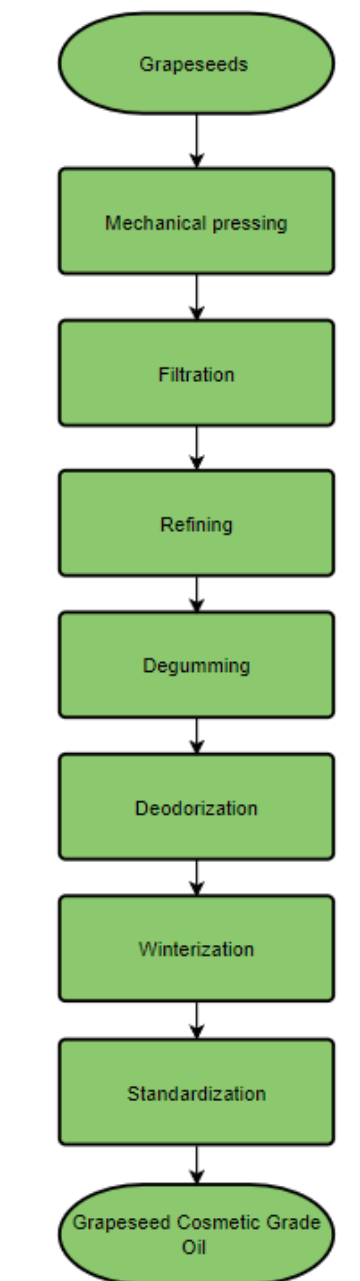 Grapeseeds
Mechanical pressing
Filtration
Refining
Degumming
Deodorization
Winterization
Standardization
Grapeseed Cosmetic Grade
Oil